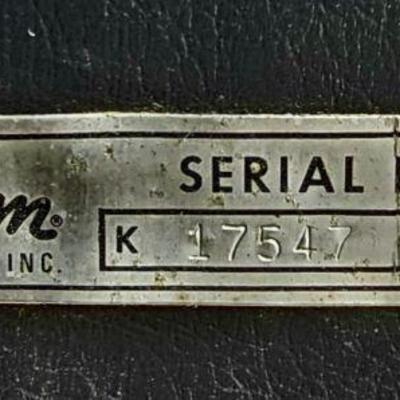 SERIAL
K 17547
INC.